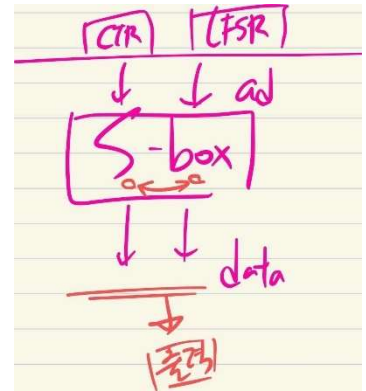 CTR LFSR
ad
S-box
data
출력